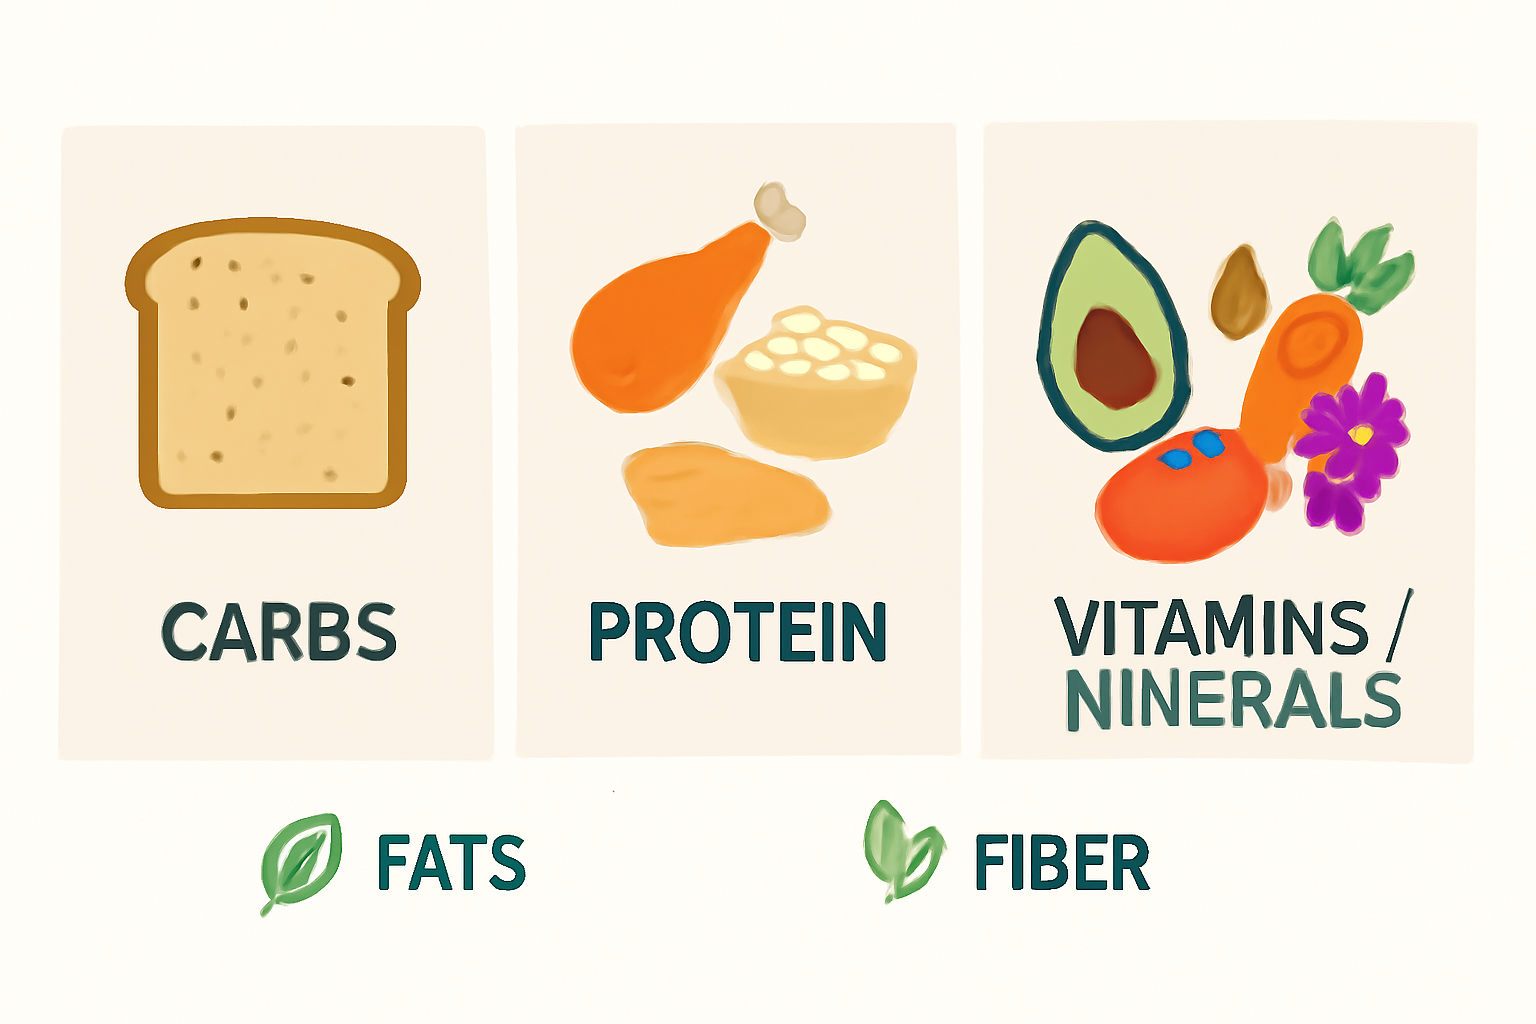 CARBS
PROTEIN
VITAMINS /
NINERALS
FATS
FIBER